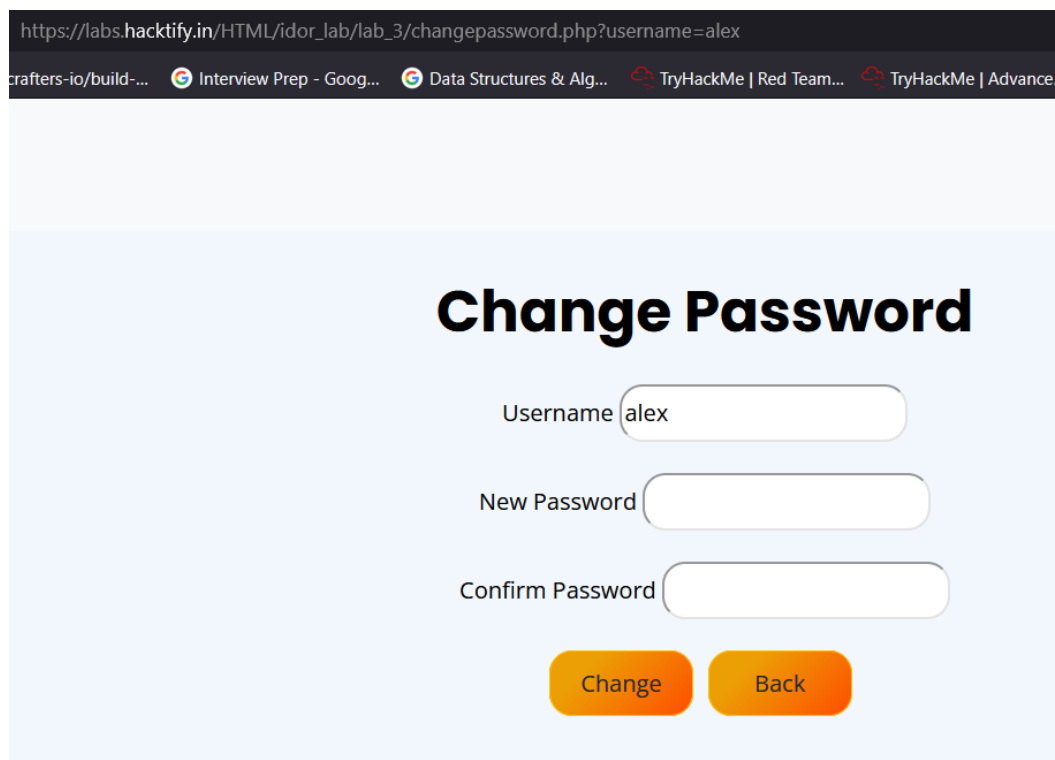 https://labs.hacktify.in/HTML/idor_lab/lab_3/changepassword.php?username=alex
crafters-io/build-... Interview Prep - Goog... Data Structures & Alg... TryHackMe | Red Team... TryHackMe | Advance
Change Password
Username alex
New Password
Confirm Password
Change Back